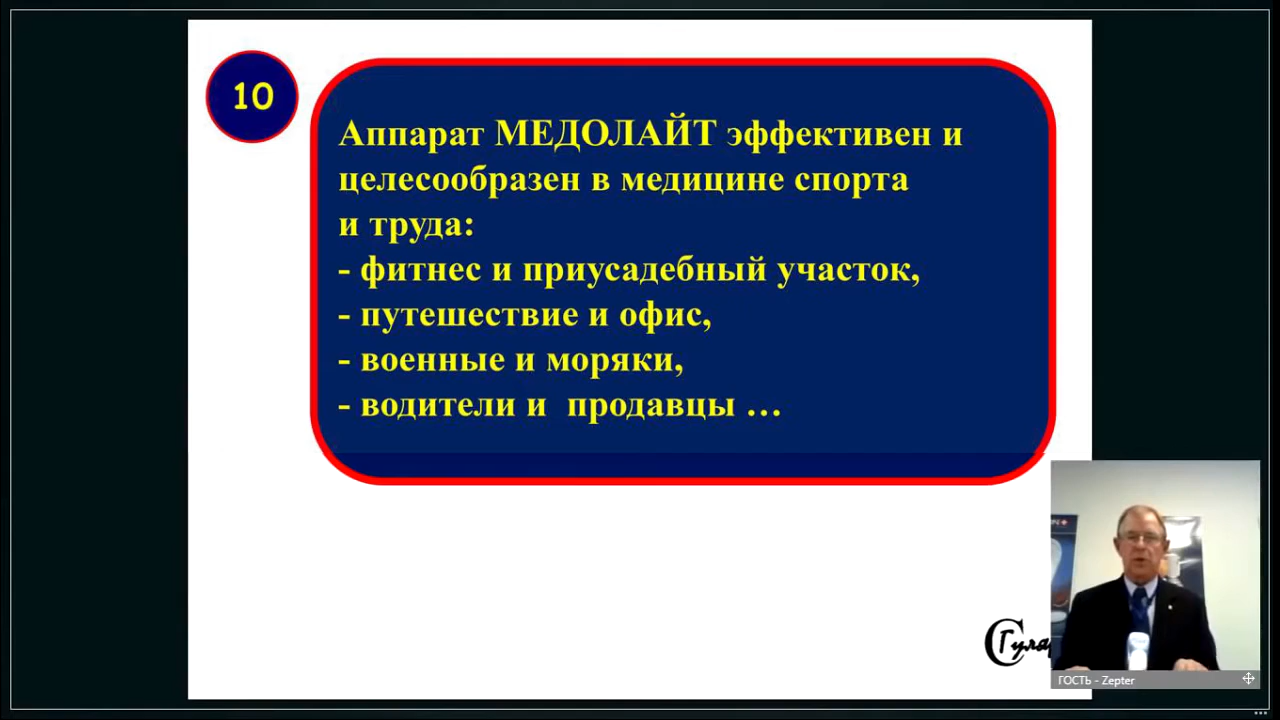 10
Аппарат МЕДОЛАЙТ эффективен и
целесообразен в медицине спорта
и труда:
- фитнес и приусадебный участок,
- путешествие и офис,
- военные и моряки,
- водители и  продавцы ...
ГОСТЬ - Zepter